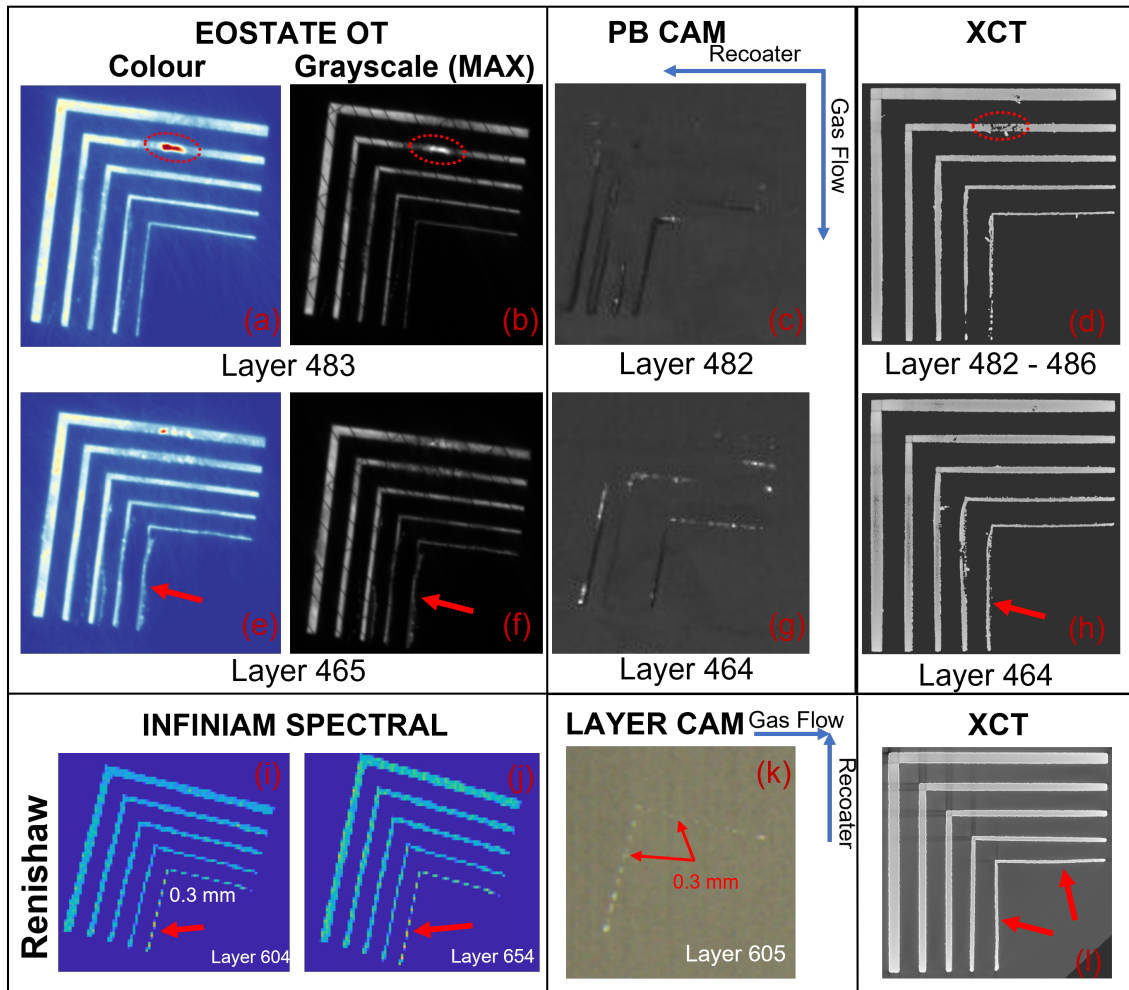 EOSTATE OT
Colour
Grayscale (MAX)
PB CAM
Recoater
Gas Flow
XCT
(a)
(b)
(c)
(d)
Layer 483
Layer 482
Layer 482 - 486
(e)
(f)
(g)
(h)
Layer 465
Layer 464
Layer 464
Renishaw
INFINIAM SPECTRAL
LAYER CAM
Gas Flow
Recoater
XCT
(i)
0.3 mm
Layer 604
(j)
Layer 654
(k)
0.3 mm
Layer 605
(l)